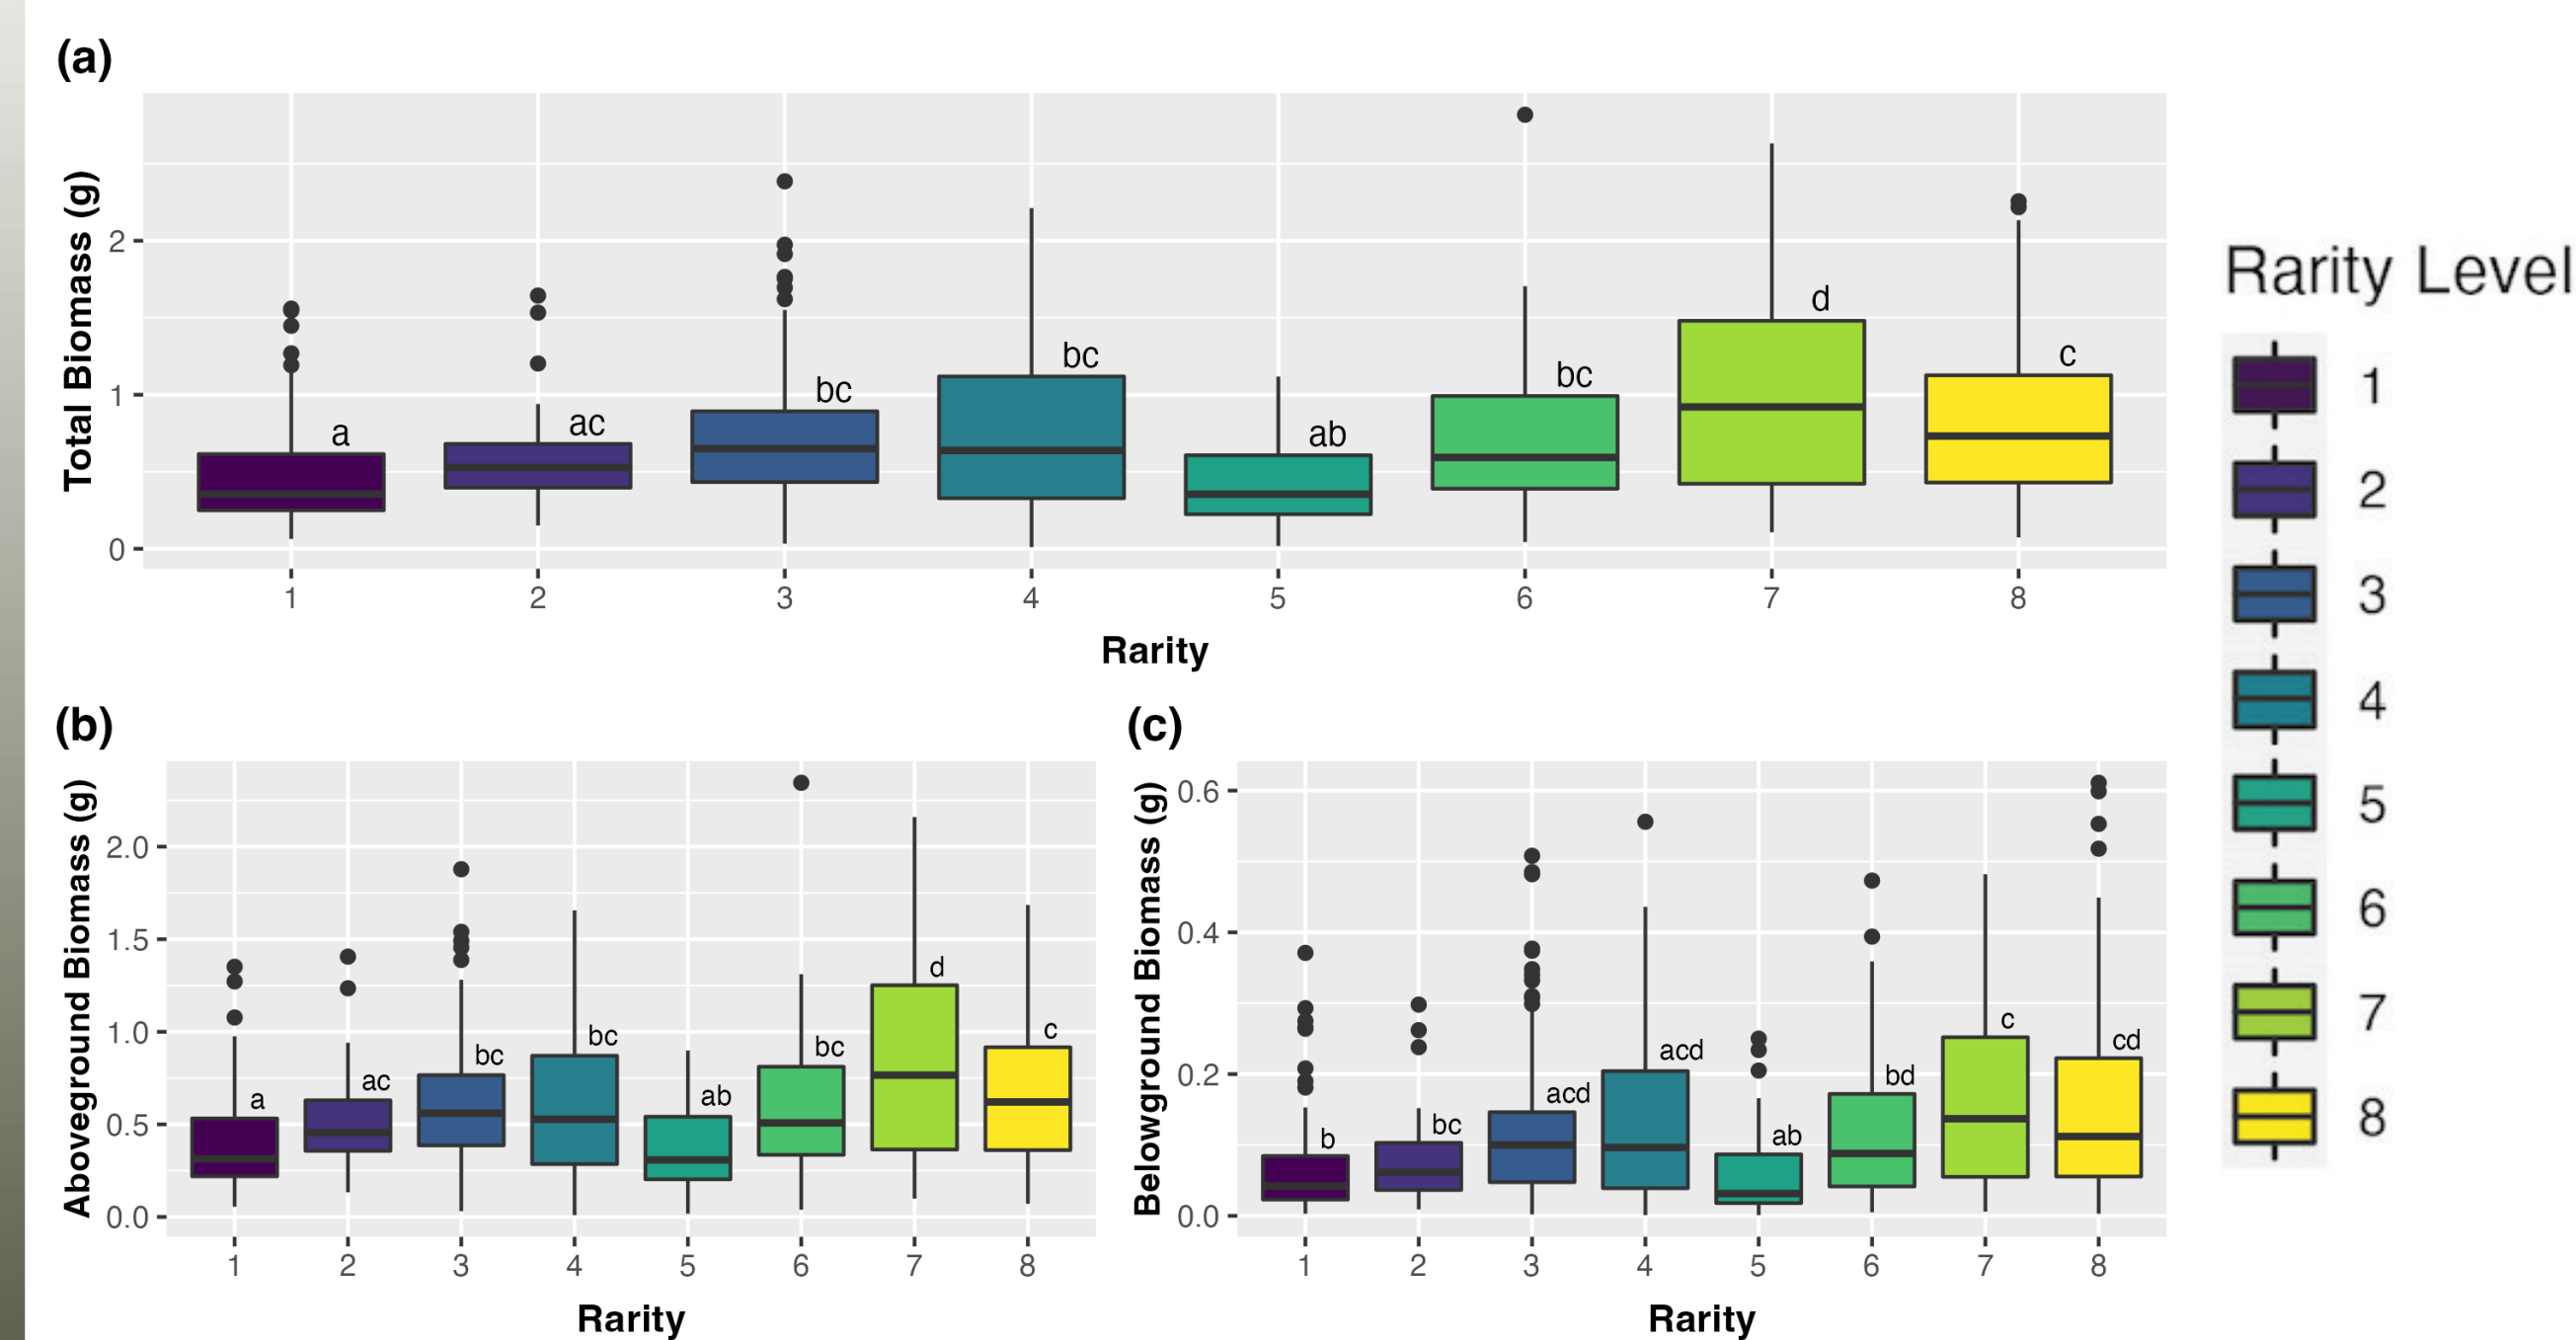 (a)
Total Biomass (g)
2
1
0
a
ac
bc
bc
ab
bc
d
c
1 2 3 4 5 6 7 8
Rarity
(b)
Aboveground Biomass (g)
2.0
1.5
1.0
0.5
0.0
a
ac
bc
bc
ab
bc
d
c
1 2 3 4 5 6 7 8
Rarity
(c)
Belowground Biomass (g)
0.6
0.4
0.2
0.0
b
bc
acd
acd
ab
bd
c
cd
1 2 3 4 5 6 7 8
Rarity
Rarity Level
1
2
3
4
5
6
7
8